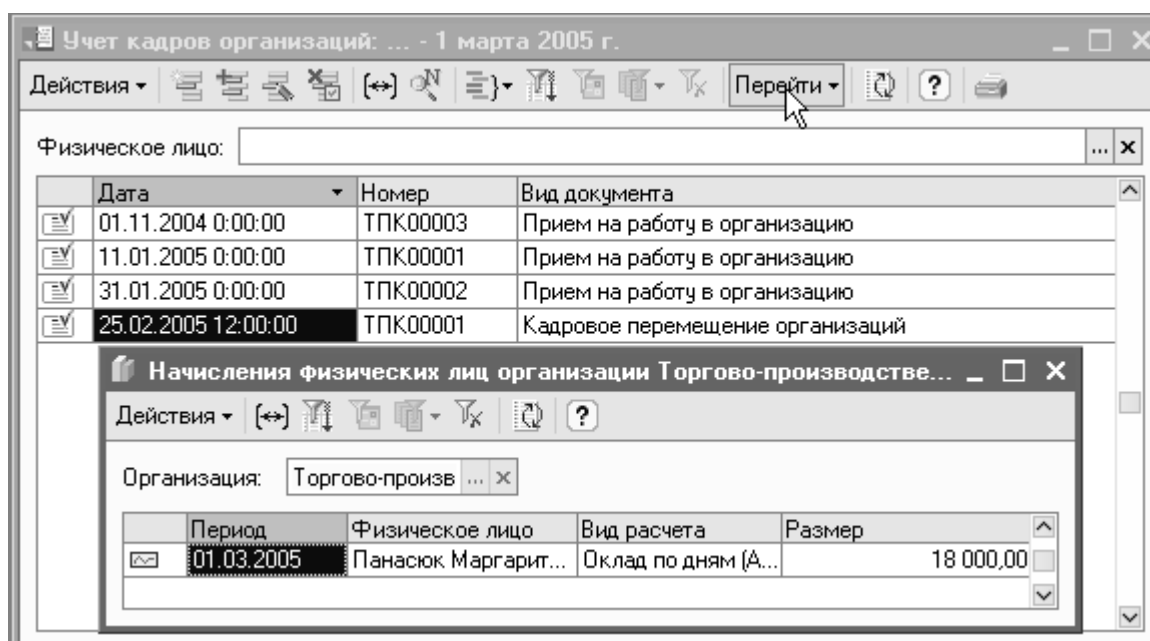 Учет кадров организаций: ... - 1 марта 2005 г.
Действия Перейти ?
Физическое лицо: ... x
Дата Номер Вид документа
01.11.2004 0:00:00 ТПК00003 Прием на работу в организацию
11.01.2005 0:00:00 ТПК00001 Прием на работу в организацию
31.01.2005 0:00:00 ТПК00002 Прием на работу в организацию
25.02.2005 12:00:00 ТПК00001 Кадровое перемещение организаций
Начисления физических лиц организации Торгово-производстве...
Действия ?
Организация: Торгово-произв ... x
Период Физическое лицо Вид расчета Размер
01.03.2005 Панасюк Маргарит... Оклад по дням (А... 18 000,00